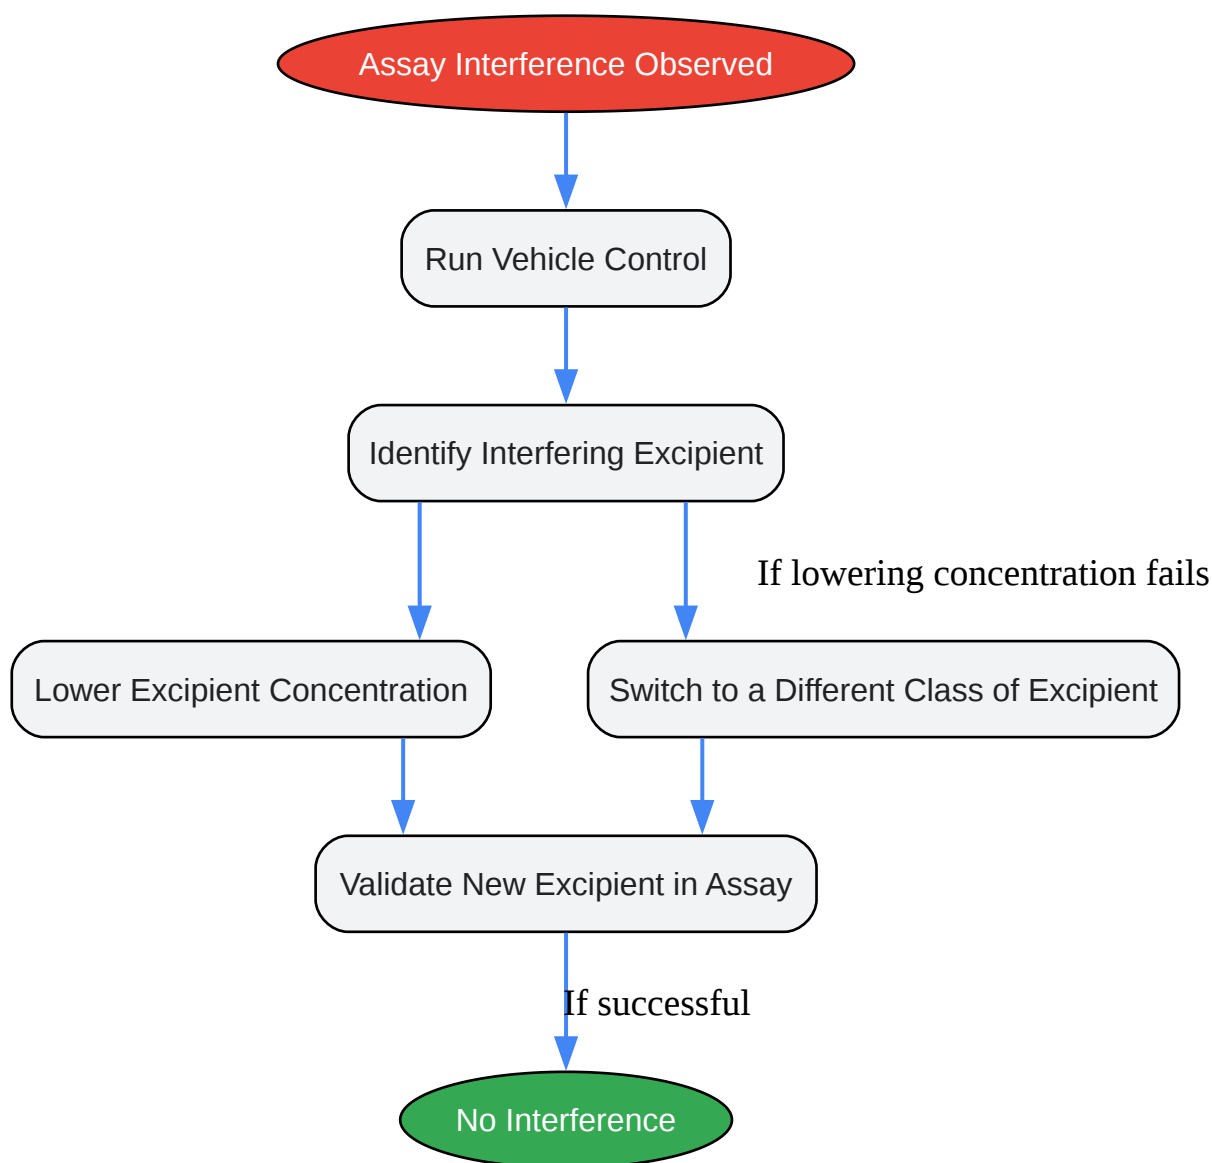 Assay Interference Observed
Run Vehicle Control
Identify Interfering Excipient
If lowering concentration fails
Lower Excipient Concentration
Switch to a Different Class of Excipient
Validate New Excipient in Assay
If successful
No Interference